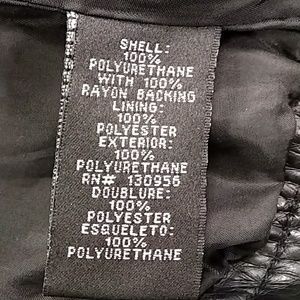 SHELL:
100%
POLYURETHANE
WITH 100%
RAYON BACKING
LINING:
100%
POLYESTER
EXTERIOR:
100%
POLYURETHANE
RN# 130956
DOUBLURE:
100%
POLYESTER
ESQUELETO:
100%
POLYURETHANE